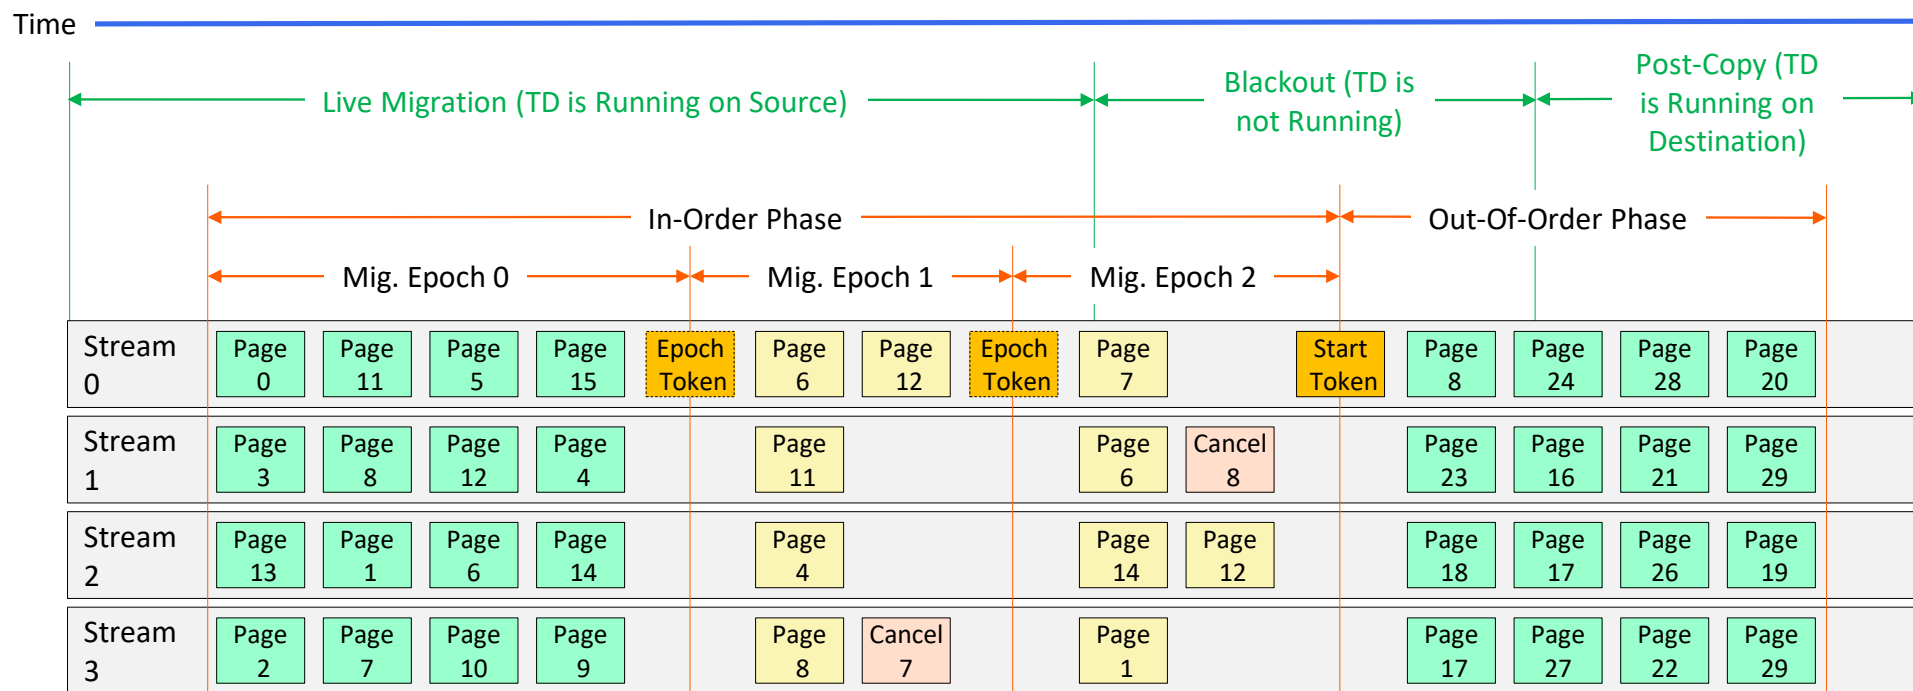 Time
Live Migration (TD is Running on Source)
Blackout (TD is
not Running)
Post-Copy (TD
is Running on
Destination)
In-Order Phase
Out-Of-Order Phase
Mig. Epoch 0
Mig. Epoch 1
Mig. Epoch 2
Stream
0
Page
0
Page
11
Page
5
Page
15
Epoch
Token
Page
6
Page
12
Epoch
Token
Page
7
Start
Token
Page
8
Page
24
Page
28
Page
20
Stream
1
Page
3
Page
8
Page
12
Page
4
Page
11
Page
6
Cancel
8
Page
23
Page
16
Page
21
Page
29
Stream
2
Page
13
Page
1
Page
6
Page
14
Page
4
Page
14
Page
12
Page
18
Page
17
Page
26
Page
19
Stream
3
Page
2
Page
7
Page
10
Page
9
Page
8
Cancel
7
Page
1
Page
17
Page
27
Page
22
Page
29